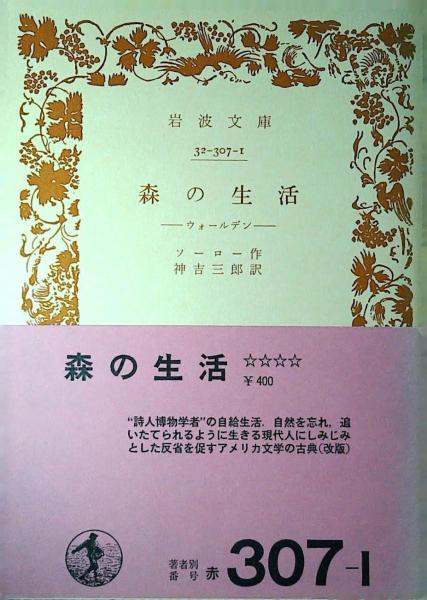 岩波文庫
32-307-1
森の生活
——ウォールデン——
ソーロー作
神吉三郎訳
森の生活 ☆☆☆☆
￥400
“詩人博物学者”の自給生活．自然を忘れ，追
いたてられるように生きる現代人にしみじみ
とした反省を促すアメリカ文学の古典（改版）
著者別
番号 赤 307-1